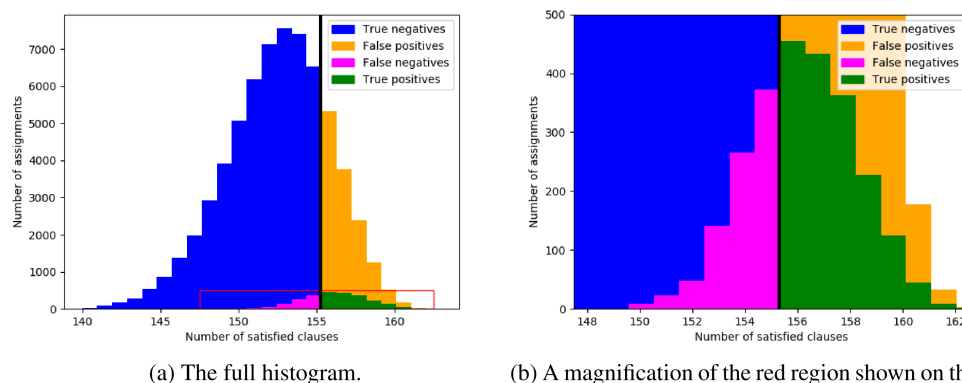 True negatives
False positives
False negatives
True positives
Number of assignments
7000
6000
5000
4000
3000
2000
1000
0
140 145 150 155 160
Number of satisfied clauses
(a) The full histogram.
True negatives
False positives
False negatives
True positives
Number of assignments
500
400
300
200
100
0
148 150 152 154 156 158 160 162
Number of satisfied clauses
(b) A magnification of the red region shown on th